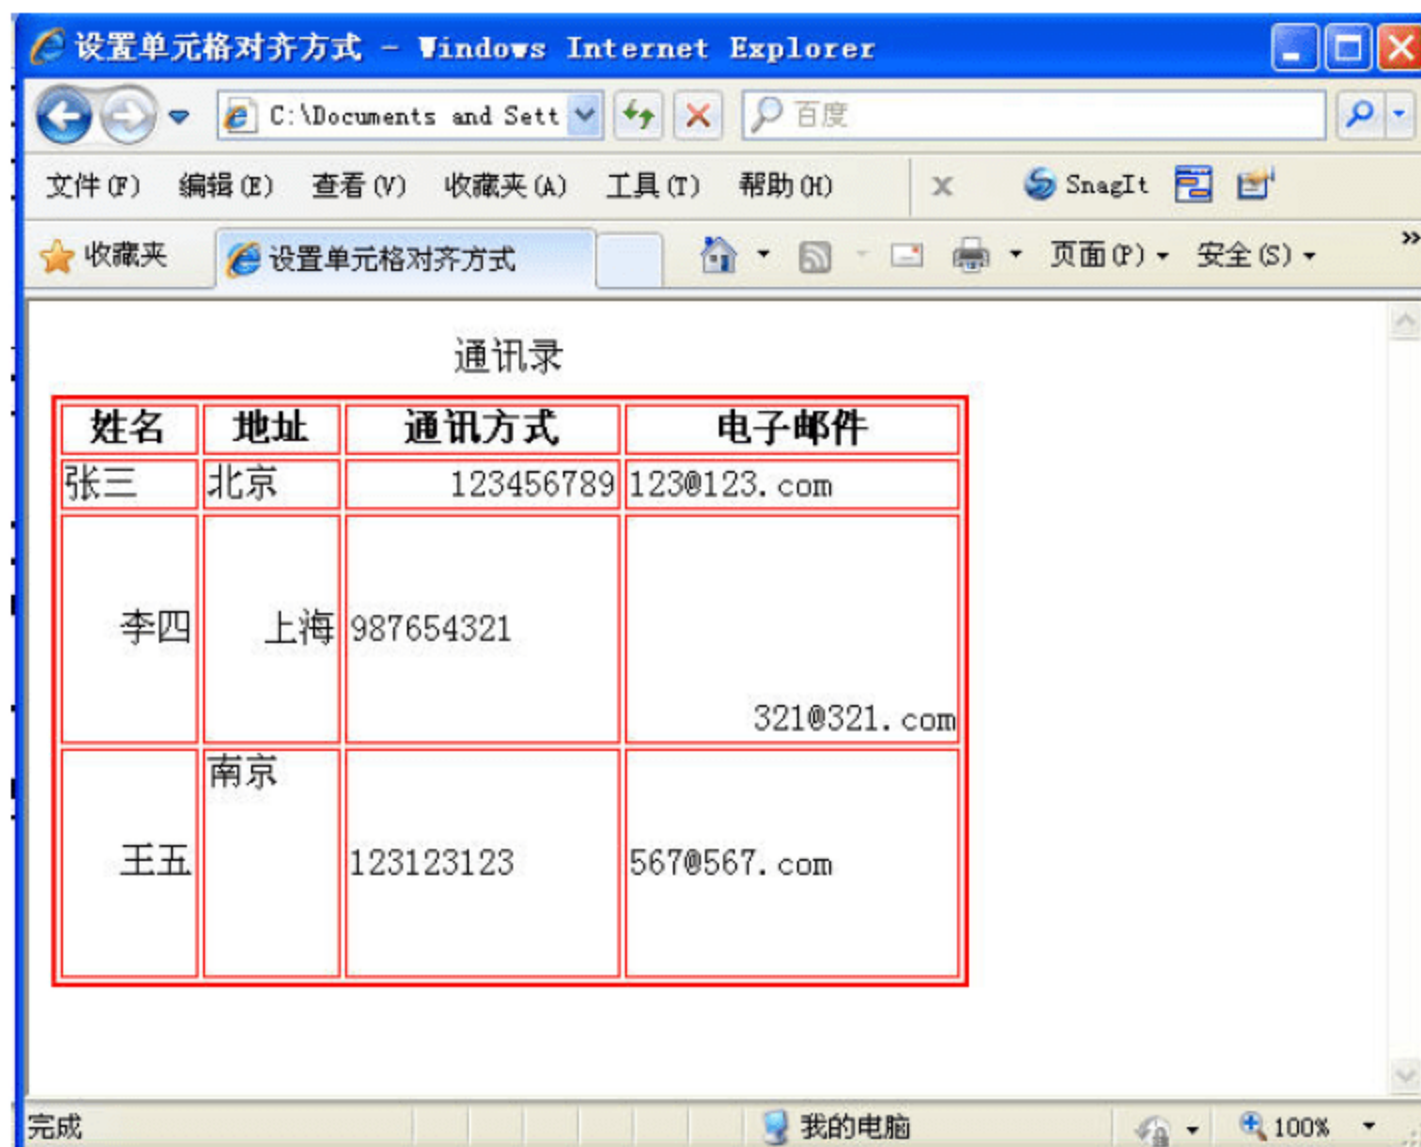 设置单元格对齐方式 - Windows Internet Explorer
C:\Documents and Sett 百度
文件(F) 编辑(E) 查看(V) 收藏夹(A) 工具(T) 帮助(H) x SnagIt
收藏夹 设置单元格对齐方式 页面(P) 安全(S) »
通讯录
姓名 地址 通讯方式 电子邮件
张三 北京 123456789 123@123.com
李四 上海 987654321 321@321.com
王五 南京 123123123 567@567.com
完成 我的电脑 100%